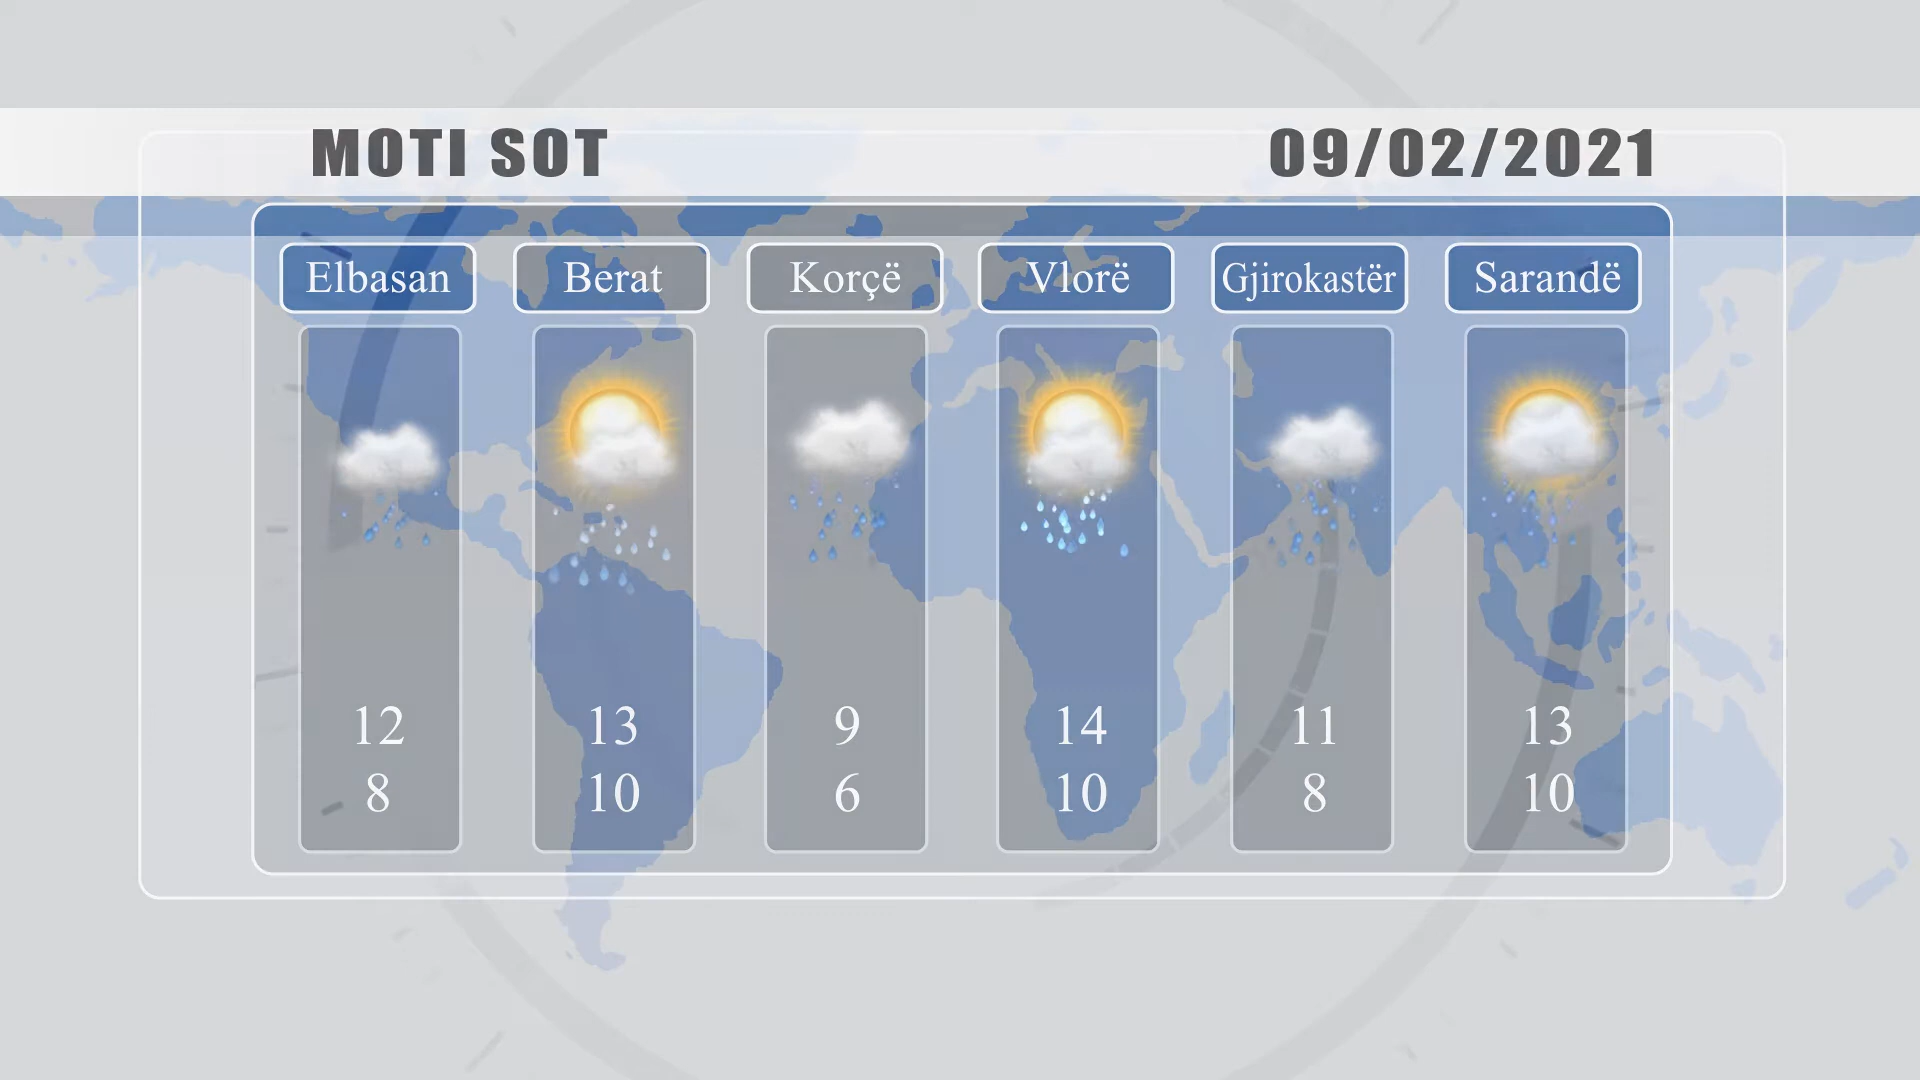 MOTI SOT
09/02/2021
Elbasan
Berat
Korçë
Vlorë
Gjirokastër
Sarandë
12
13
9
14
11
13
8
10
6
10
8
10